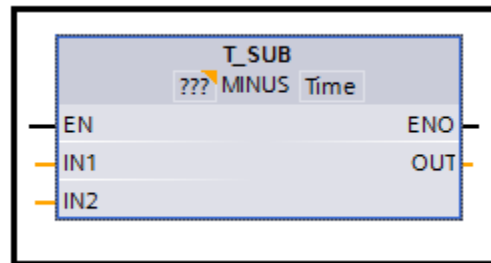 T_SUB
??? MINUS Time
EN ENO
IN1 OUT
IN2